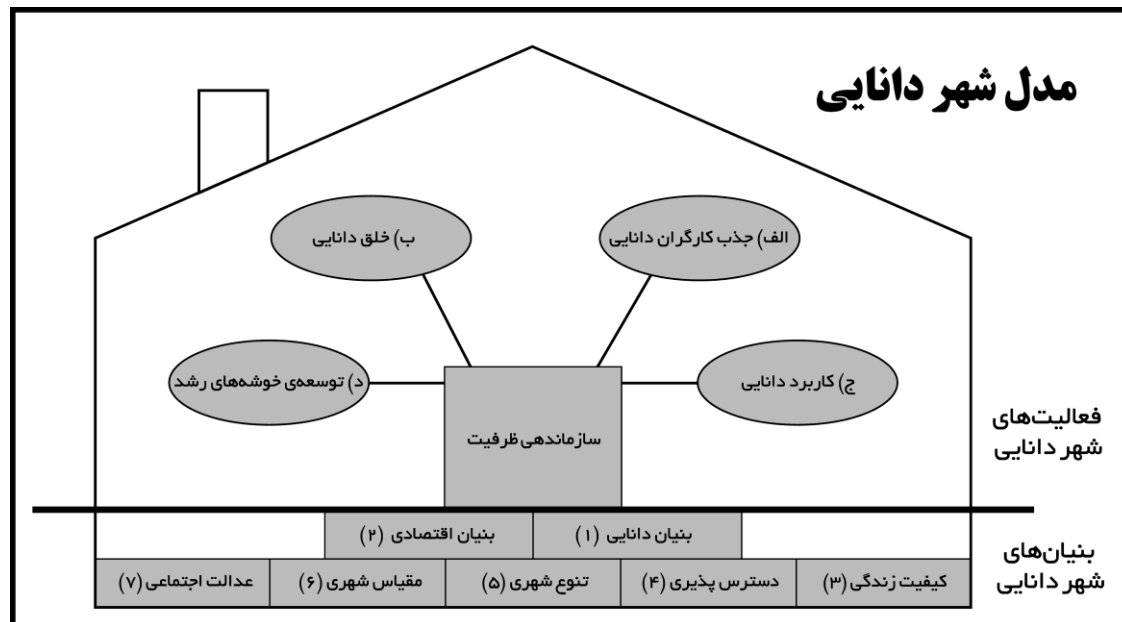 مدل شهر دانایی
الف) جذب کارگران دانایی
ب) خلق دانایی
ج) کاربرد دانایی
د) توسعه‌ی خوشه‌های رشد
سازماندهی ظرفیت
فعالیت‌های
شهر دانایی
بنیان دانایی (۱)
بنیان اقتصادی (۲)
بنیان‌های
شهر دانایی
کیفیت زندگی (۳)
دسترس پذیری (۴)
تنوع شهری (۵)
مقیاس شهری (۶)
عدالت اجتماعی (۷)